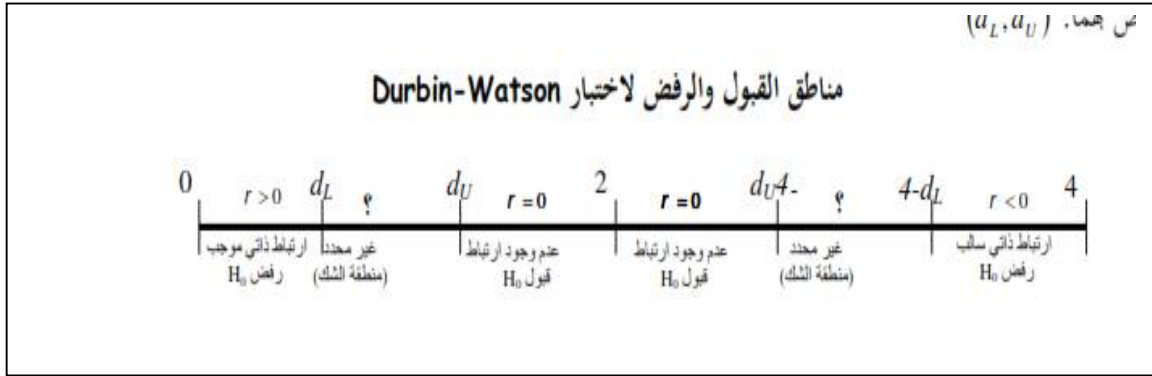 ض هما. (d_L, d_U)
مناطق القبول والرفض لاختبار Durbin-Watson
0 r >0 d_L ؟ d_U r =0 2 r =0 d_U4- ؟ 4-d_L r <0 4
ارتباط ذاتي موجب غير محدد عدم وجود ارتباط عدم وجود ارتباط غير محدد ارتباط ذاتي سالب
رفض H₀ (منطقة الشك) قبول H₀ قبول H₀ (منطقة الشك) رفض H₀